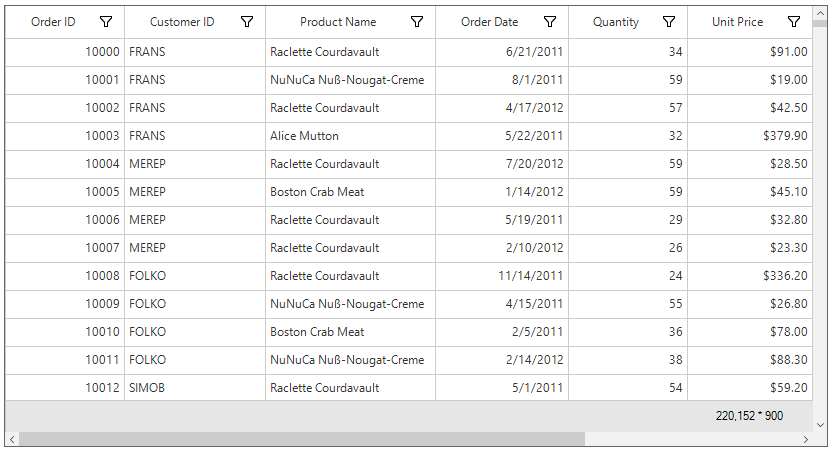 Order ID Customer ID Product Name Order Date Quantity Unit Price
10000 FRANS Raclette Courdavault 6/21/2011 34 $91.00
10001 FRANS NuNuCa Nuß-Nougat-Creme 8/1/2011 59 $19.00
10002 FRANS Raclette Courdavault 4/17/2012 57 $42.50
10003 FRANS Alice Mutton 5/22/2011 32 $379.90
10004 MEREP Raclette Courdavault 7/20/2012 59 $28.50
10005 MEREP Boston Crab Meat 1/14/2012 59 $45.10
10006 MEREP Raclette Courdavault 5/19/2011 29 $32.80
10007 MEREP Raclette Courdavault 2/10/2012 26 $23.30
10008 FOLKO Raclette Courdavault 11/14/2011 24 $336.20
10009 FOLKO NuNuCa Nuß-Nougat-Creme 4/15/2011 55 $26.80
10010 FOLKO Boston Crab Meat 2/5/2011 36 $78.00
10011 FOLKO NuNuCa Nuß-Nougat-Creme 2/14/2012 38 $88.30
10012 SIMOB Raclette Courdavault 5/1/2011 54 $59.20
220,152 * 900